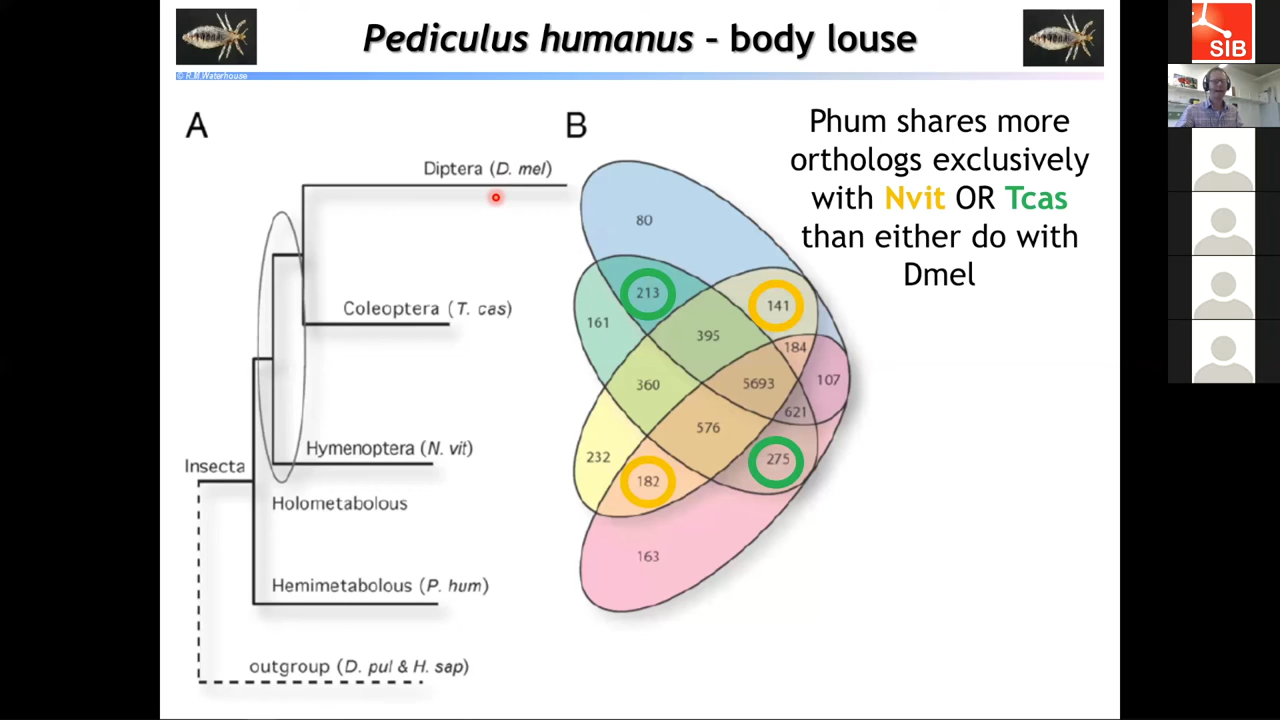 Pediculus humanus - body louse
© R.M.Waterhouse
SIB
A
B
Diptera (D. mel)
Coleoptera (T. cas)
Hymenoptera (N. vit)
Insecta
Holometabolous
Hemimetabolous (P. hum)
outgroup (D. pul & H. sap)
80
213
141
161
395
184
360
5693
107
621
576
232
275
182
163
Phum shares more
orthologs exclusively
with Nvit OR Tcas
than either do with
Dmel